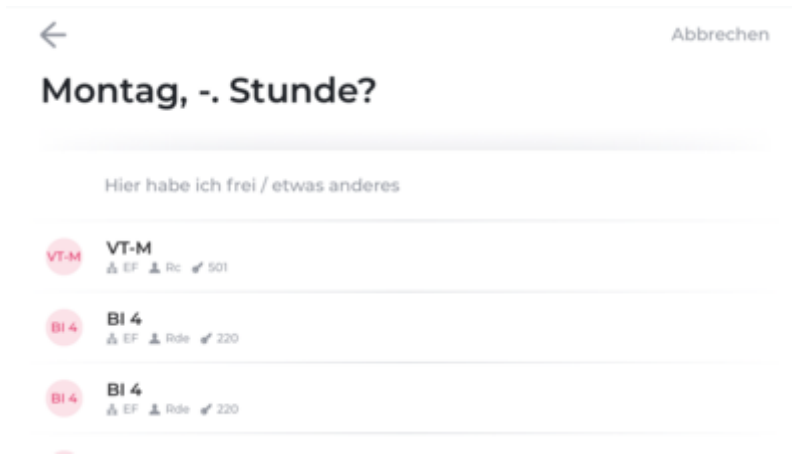 Abbrechen
Montag, -. Stunde?
Hier habe ich frei / etwas anderes
VT-M VT-M
EF Rc 501
BI 4 BI 4
EF Rde 220
BI 4 BI 4
EF Rde 220